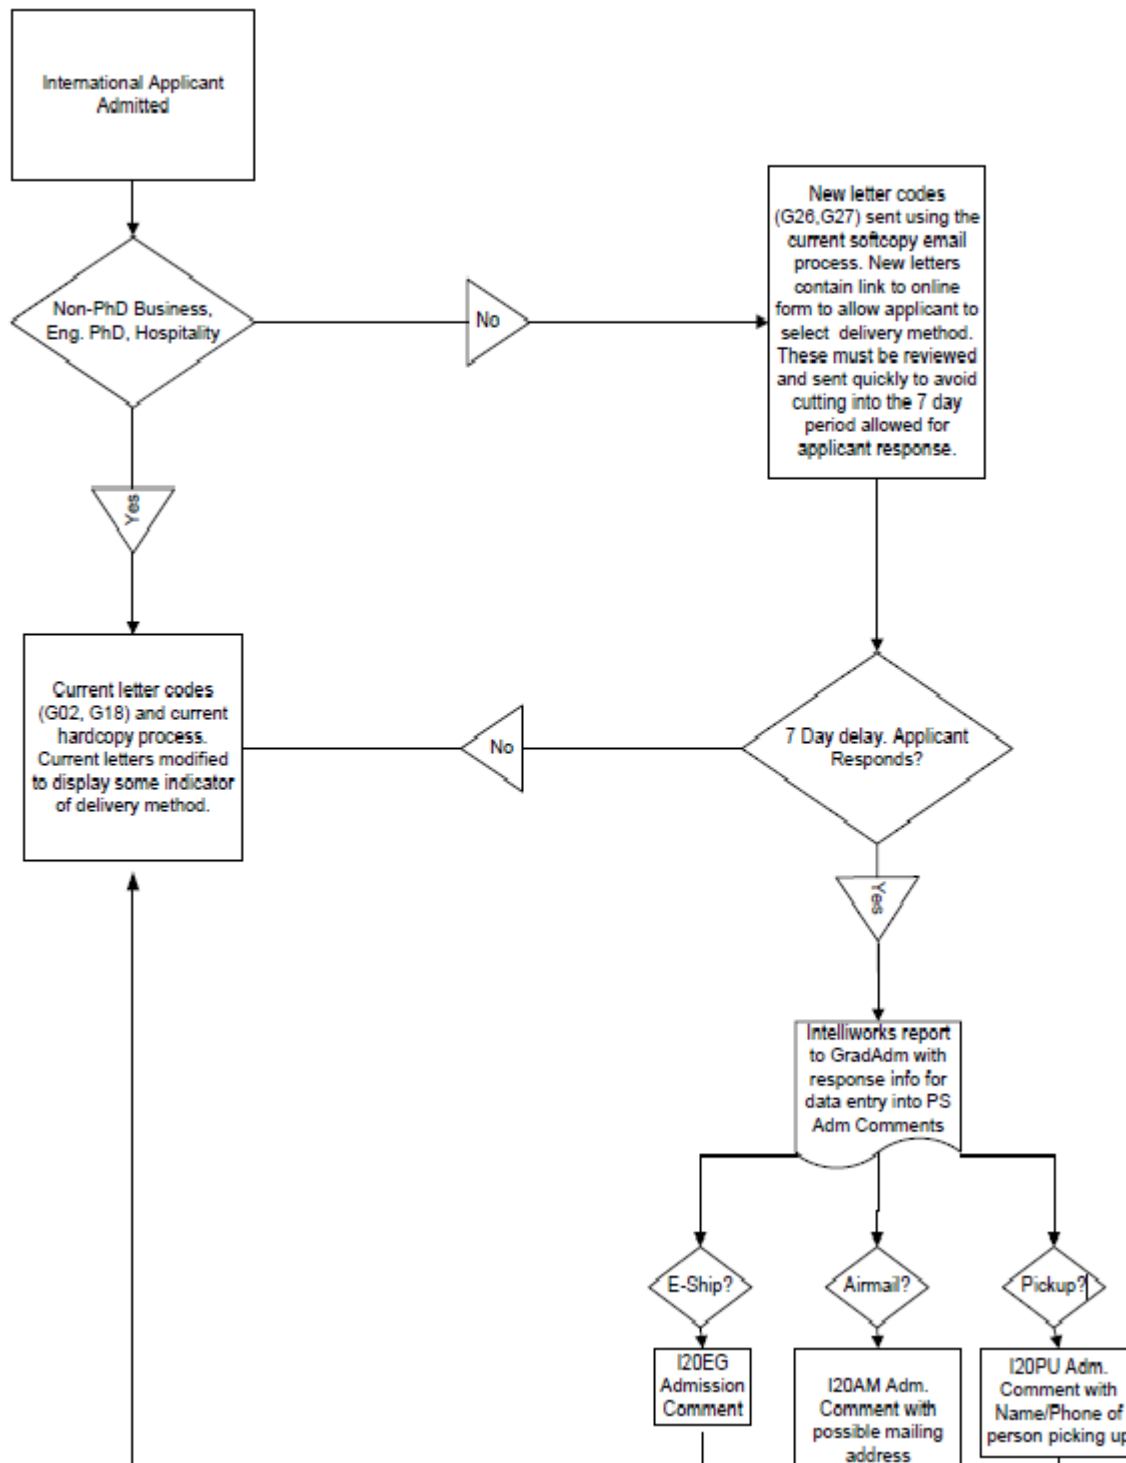 International Applicant
Admitted
Non-PhD Business,
Eng. PhD, Hospitality
No
New letter codes
(G26,G27) sent using the
current softcopy email
process. New letters
contain link to online
form to allow applicant to
select delivery method.
These must be reviewed
and sent quickly to avoid
cutting into the 7 day
period allowed for
applicant response.
Yes
Current letter codes
(G02, G18) and current
hardcopy process.
Current letters modified
to display some indicator
of delivery method.
No
7 Day delay. Applicant
Responds?
Yes
Intelliworks report
to GradAdm with
response info for
data entry into PS
Adm Comments
E-Ship?
Airmail?
Pickup?
I20EG
Admission
Comment
I20AM Adm.
Comment with
possible mailing
address
I20PU Adm.
Comment with
Name/Phone of
person picking up